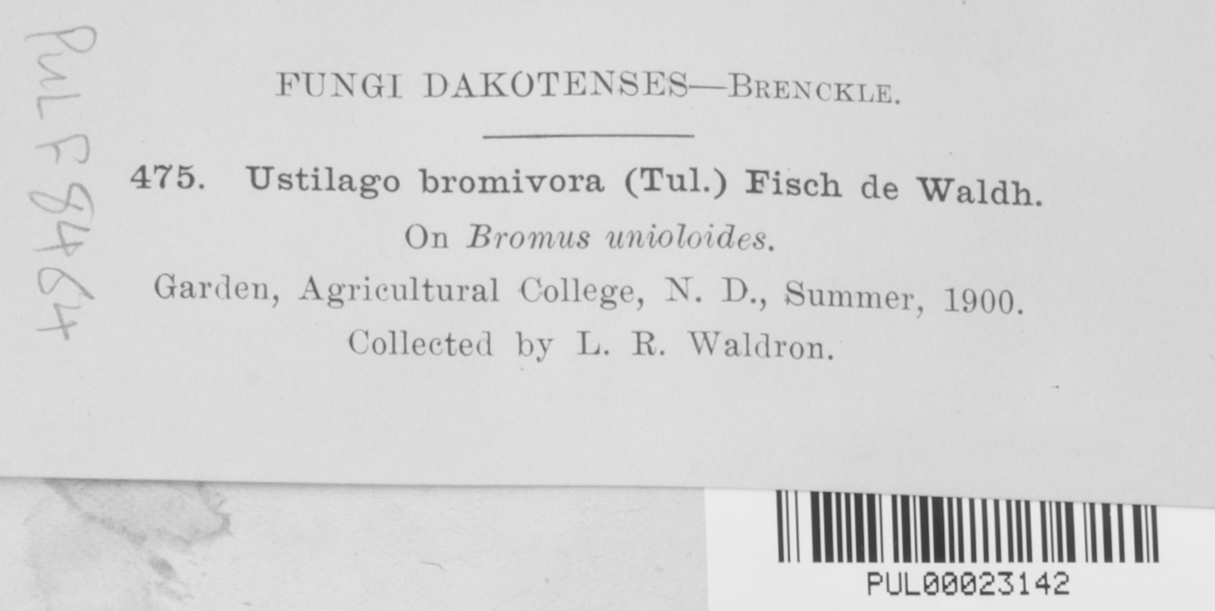 FUNGI DAKOTENSES—BRENCKLE.
475. Ustilago bromivora (Tul.) Fisch de Waldh.
On Bromus unioloides.
Garden, Agricultural College, N. D., Summer, 1900.
Collected by L. R. Waldron.
PUL F 8464
PUL00023142